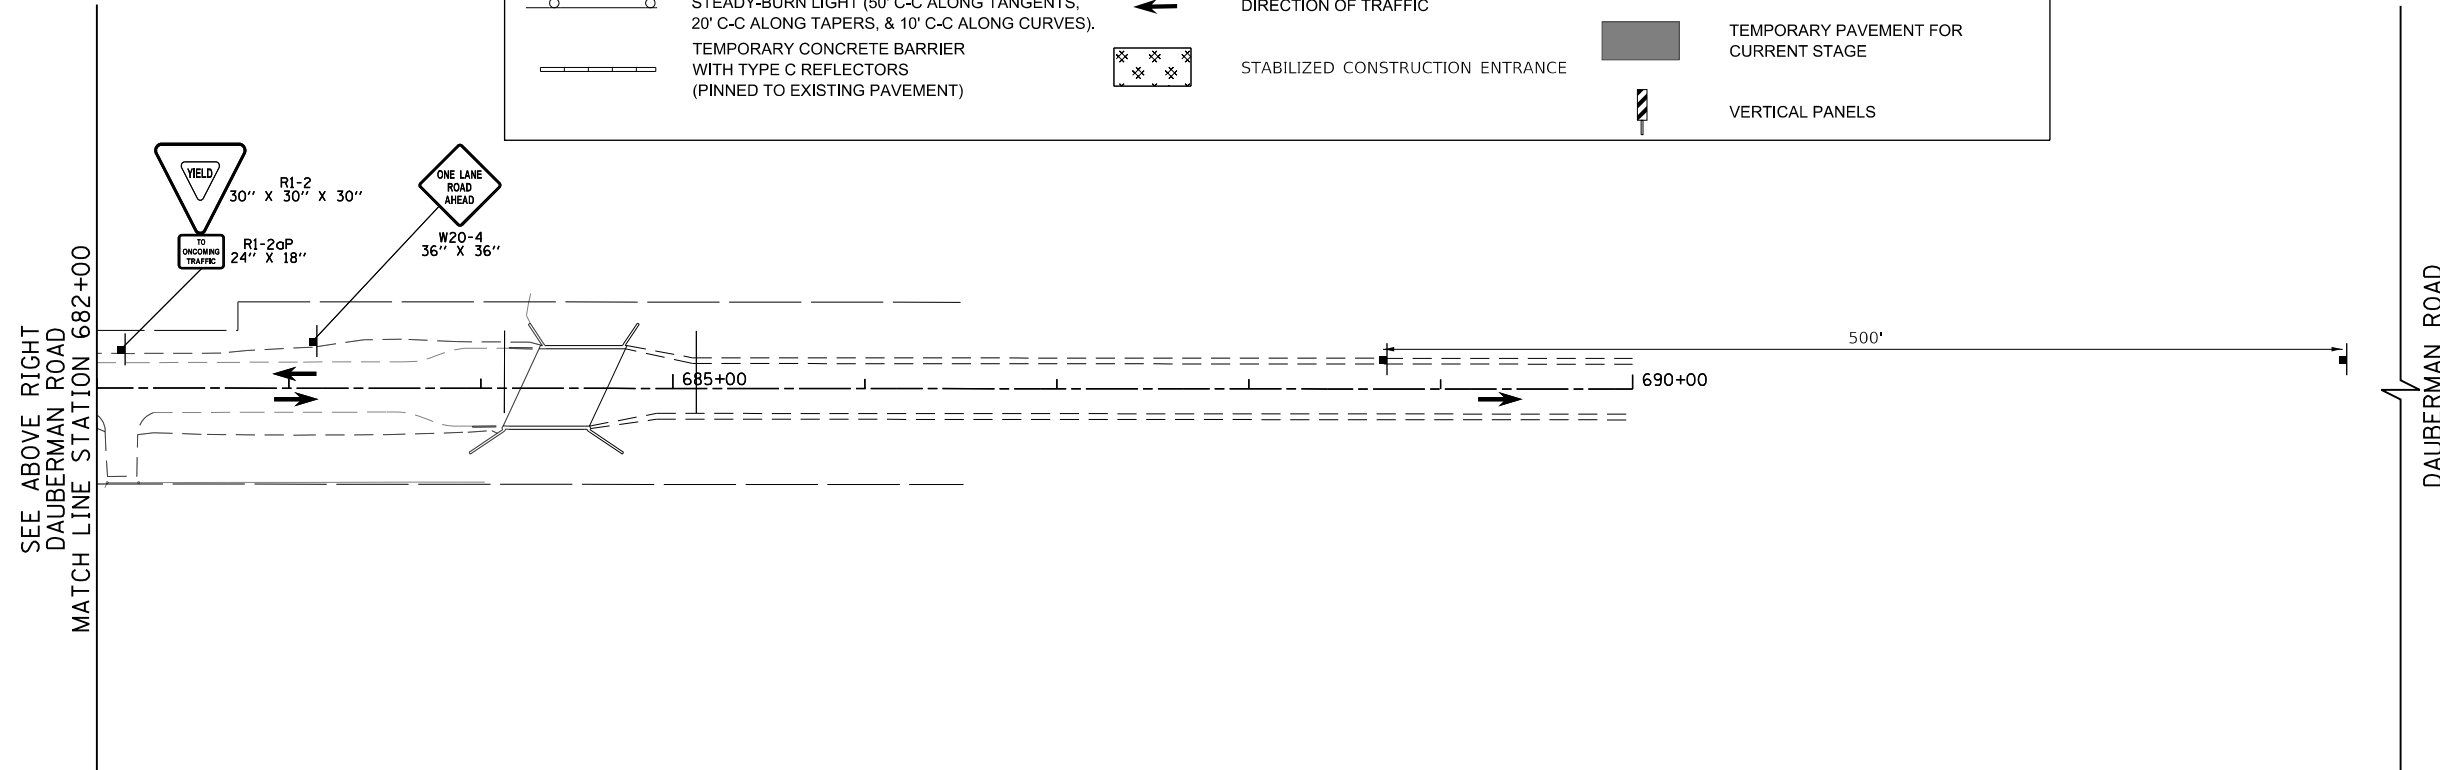 STEADY-BURN LIGHT (50' C-C ALONG TANGENTS,
20' C-C ALONG TAPERS, & 10' C-C ALONG CURVES).
TEMPORARY CONCRETE BARRIER
WITH TYPE C REFLECTORS
(PINNED TO EXISTING PAVEMENT)
DIRECTION OF TRAFFIC
STABILIZED CONSTRUCTION ENTRANCE
TEMPORARY PAVEMENT FOR
CURRENT STAGE
VERTICAL PANELS
YIELD
R1-2
30" X 30" X 30"
TO
ONCOMING
TRAFFIC
R1-2aP
24" X 18"
ONE LANE
ROAD
AHEAD
W20-4
36" X 36"
SEE ABOVE RIGHT
DAUBERMAN ROAD
MATCH LINE STATION 682+00
685+00
690+00
500'
DAUBERMAN ROAD